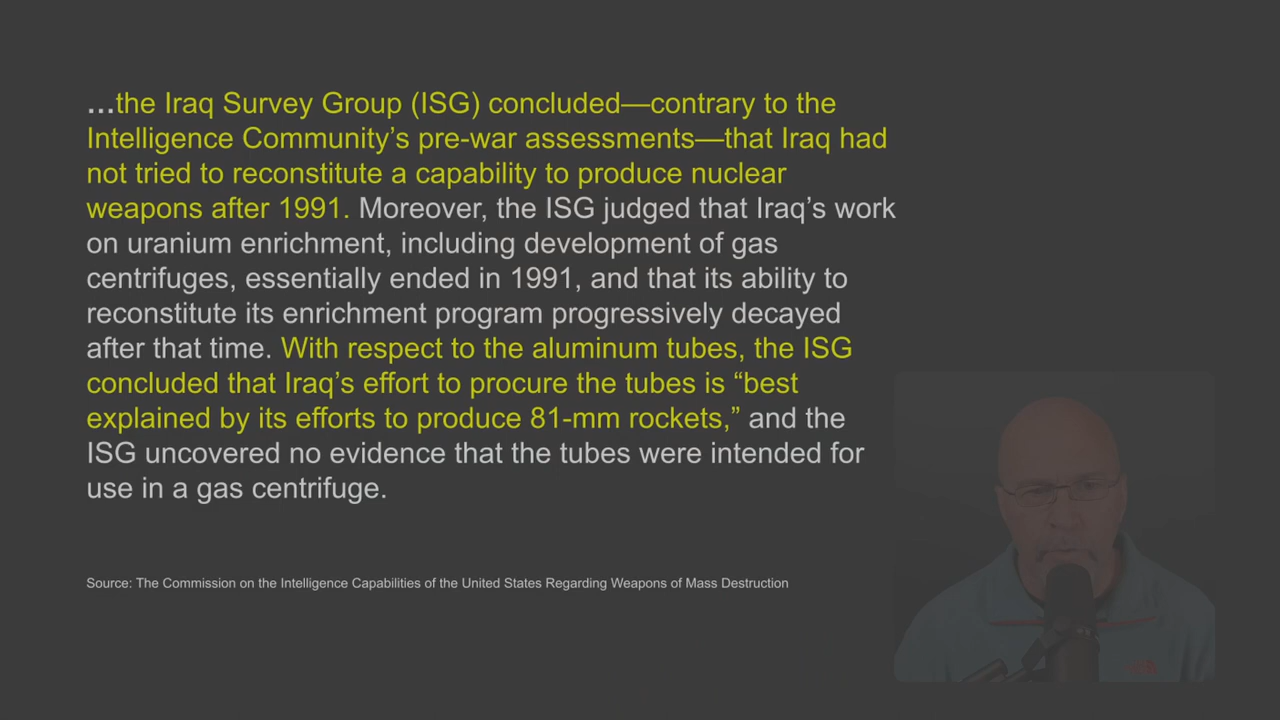 ...the Iraq Survey Group (ISG) concluded—contrary to the
Intelligence Community’s pre-war assessments—that Iraq had
not tried to reconstitute a capability to produce nuclear
weapons after 1991. Moreover, the ISG judged that Iraq’s work
on uranium enrichment, including development of gas
centrifuges, essentially ended in 1991, and that its ability to
reconstitute its enrichment program progressively decayed
after that time. With respect to the aluminum tubes, the ISG
concluded that Iraq’s effort to procure the tubes is “best
explained by its efforts to produce 81-mm rockets,” and the
ISG uncovered no evidence that the tubes were intended for
use in a gas centrifuge.
Source: The Commission on the Intelligence Capabilities of the United States Regarding Weapons of Mass Destruction